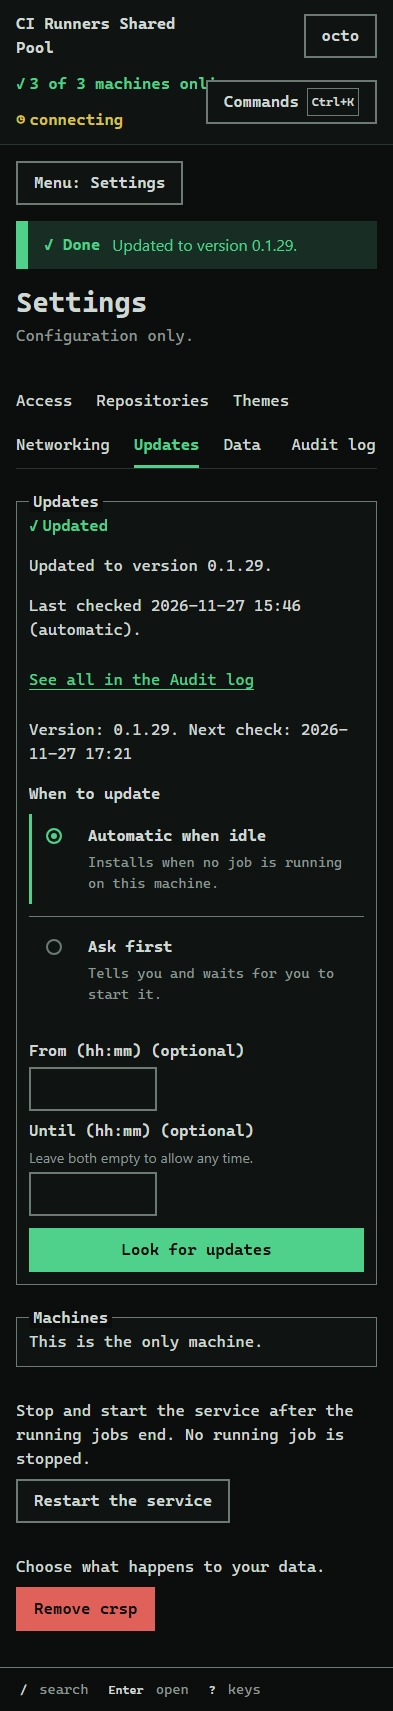 CI Runners Shared
Pool
octo
✓ 3 of 3 machines
Commands Ctrl+K
connecting
Menu: Settings
✓ Done Updated to version 0.1.29.
Settings
Configuration only.
Access Repositories Themes
Networking Updates Data Audit log
Updates
✓ Updated
Updated to version 0.1.29.
Last checked 2026-11-27 15:46
(automatic).
See all in the Audit log
Version: 0.1.29. Next check: 2026-
11-27 17:21
When to update
Automatic when idle
Installs when no job is running
on this machine.
Ask first
Tells you and waits for you to
start it.
From (hh:mm) (optional)
Until (hh:mm) (optional)
Leave both empty to allow any time.
Look for updates
Machines
This is the only machine.
Stop and start the service after the
running jobs end. No running job is
stopped.
Restart the service
Choose what happens to your data.
Remove crsp
/ search Enter open ? keys